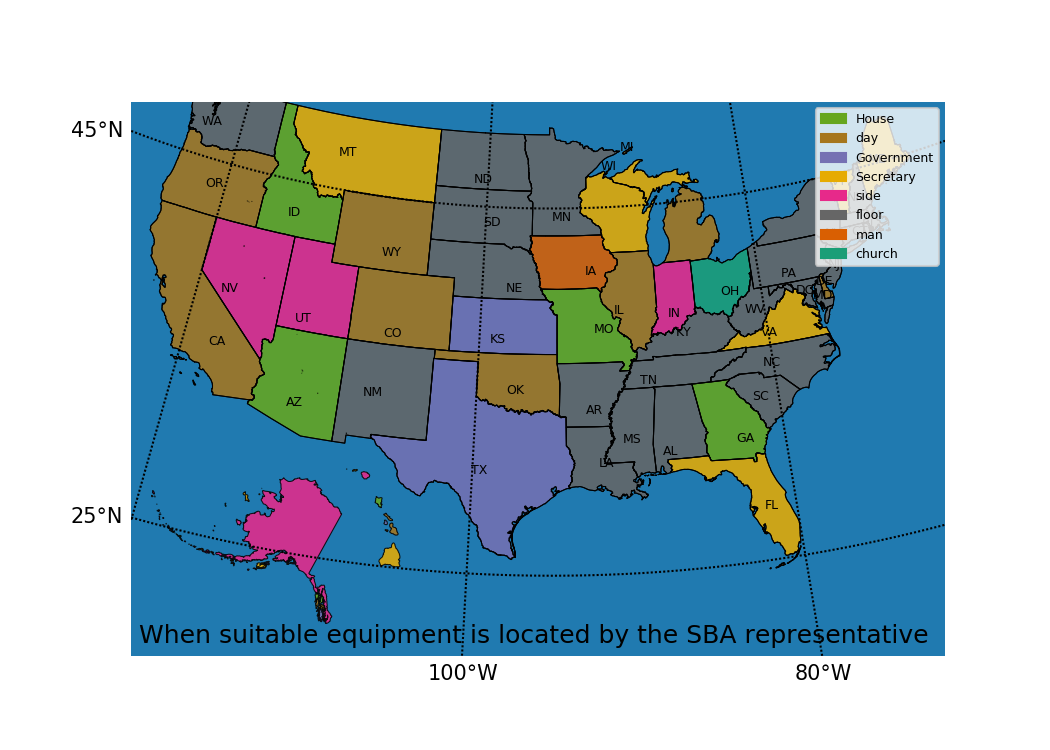 45°N
25°N
100°W
80°W
WA
MT
OR
ID
ND
MI
WI
MN
SD
WY
NE
IA
NV
UT
CO
CA
KS
MO
IL
IN
OH
PA
DC
DE
MD
WV
VA
KY
NC
TN
SC
AZ
NM
OK
AR
MS
AL
GA
TX
LA
FL
House
day
Government
Secretary
side
floor
man
church
When suitable equipment is located by the SBA representative